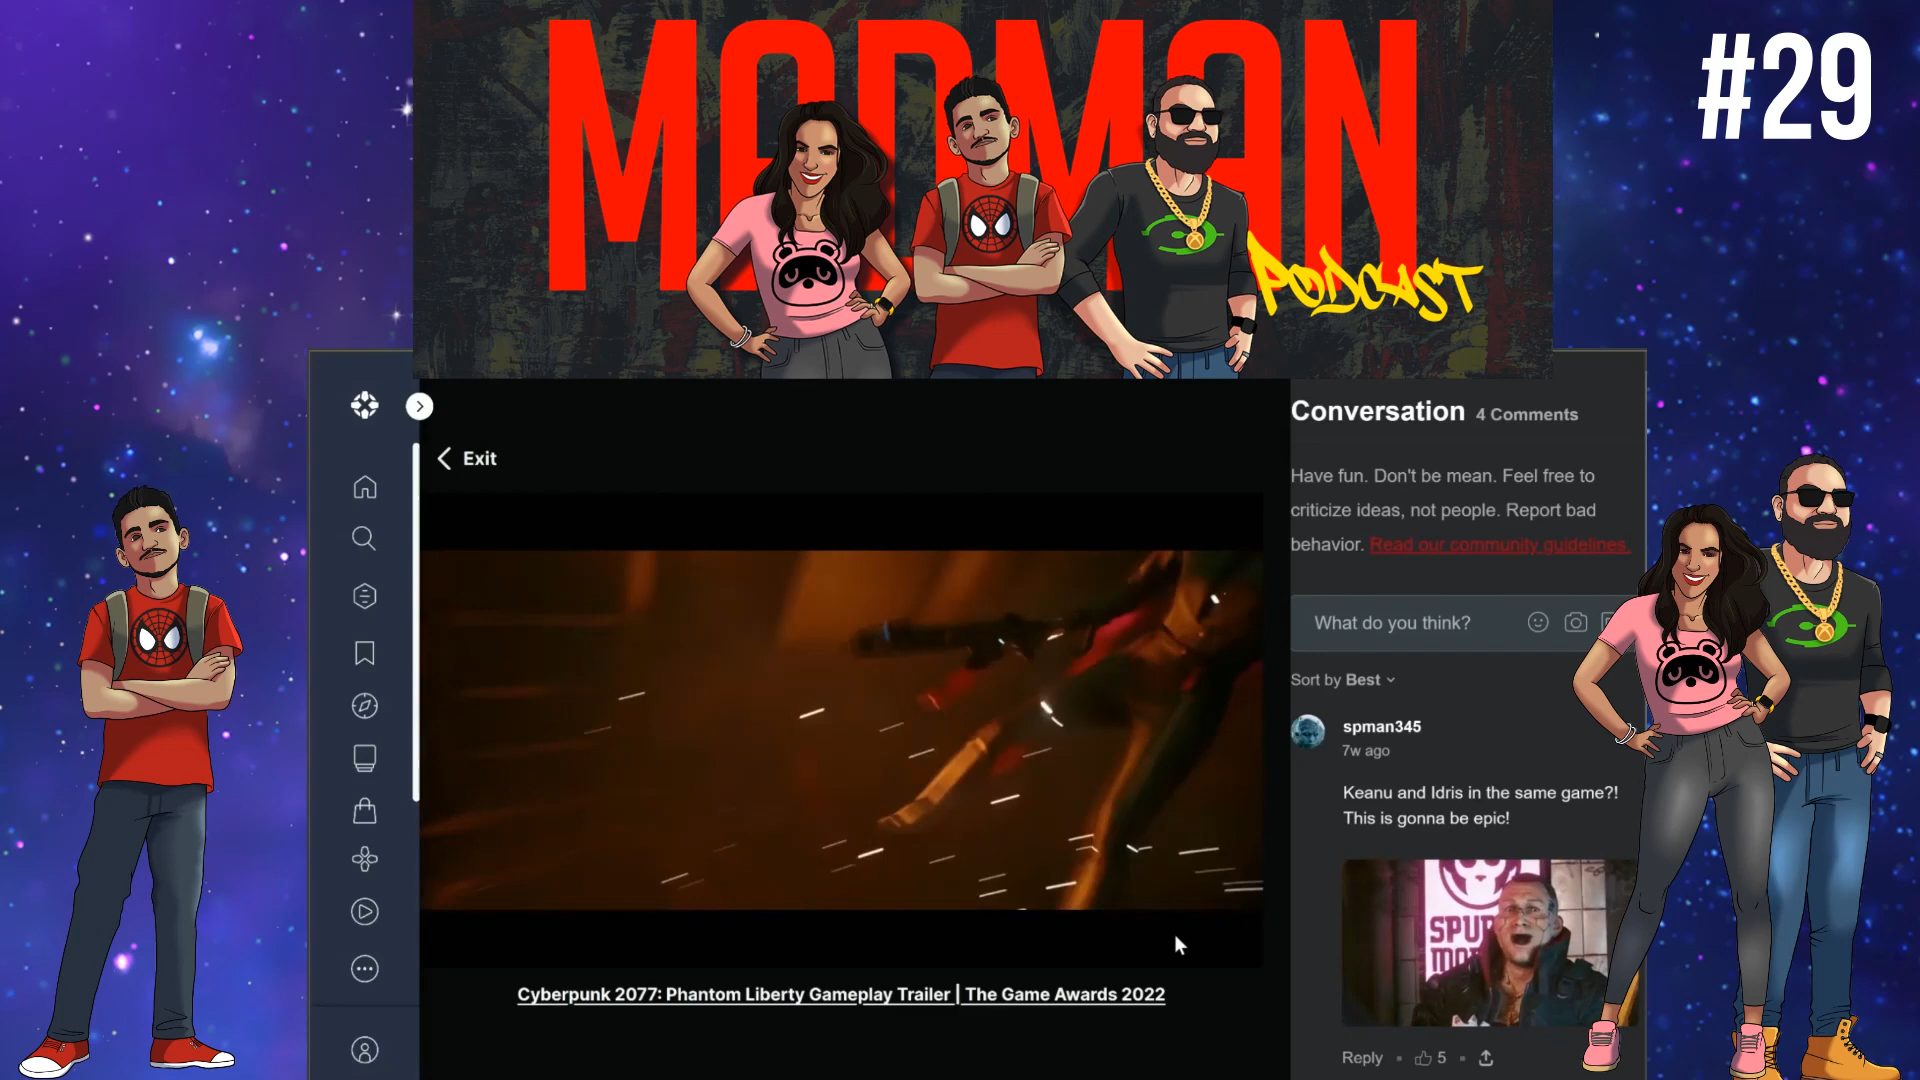 MADMAN
PODCAST
#29
Exit
Cyberpunk 2077: Phantom Liberty Gameplay Trailer | The Game Awards 2022
Conversation 4 Comments
Have fun. Don't be mean. Feel free to
criticize ideas, not people. Report bad
behavior. Read our community guidelines.
What do you think?
Sort by Best
spman345
7w ago
Keanu and Idris in the same game?!
This is gonna be epic!
Reply 5